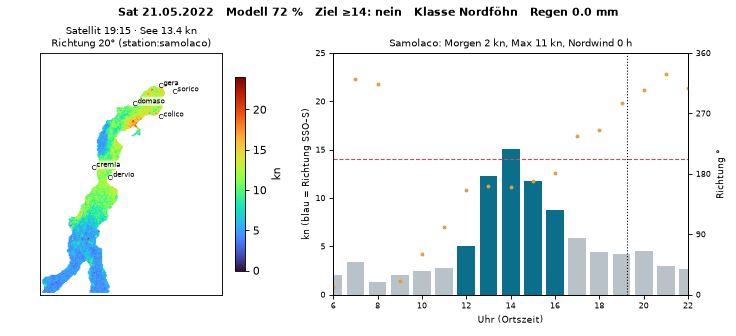 Sat 21.05.2022   Modell 72 %   Ziel ≥14: nein   Klasse Nordföhn   Regen 0.0 mm
Satellit 19:15 · See 13.4 kn
Richtung 20° (station:samolaco)
gera
sorico
domaso
colico
cremia
dervio
20
15
10
5
0
kn
Samolaco: Morgen 2 kn, Max 11 kn, Nordwind 0 h
25
20
15
10
5
0
kn (blau = Richtung SSO–S)
360
270
180
90
0
Richtung °
6 8 10 12 14 16 18 20 22
Uhr (Ortszeit)